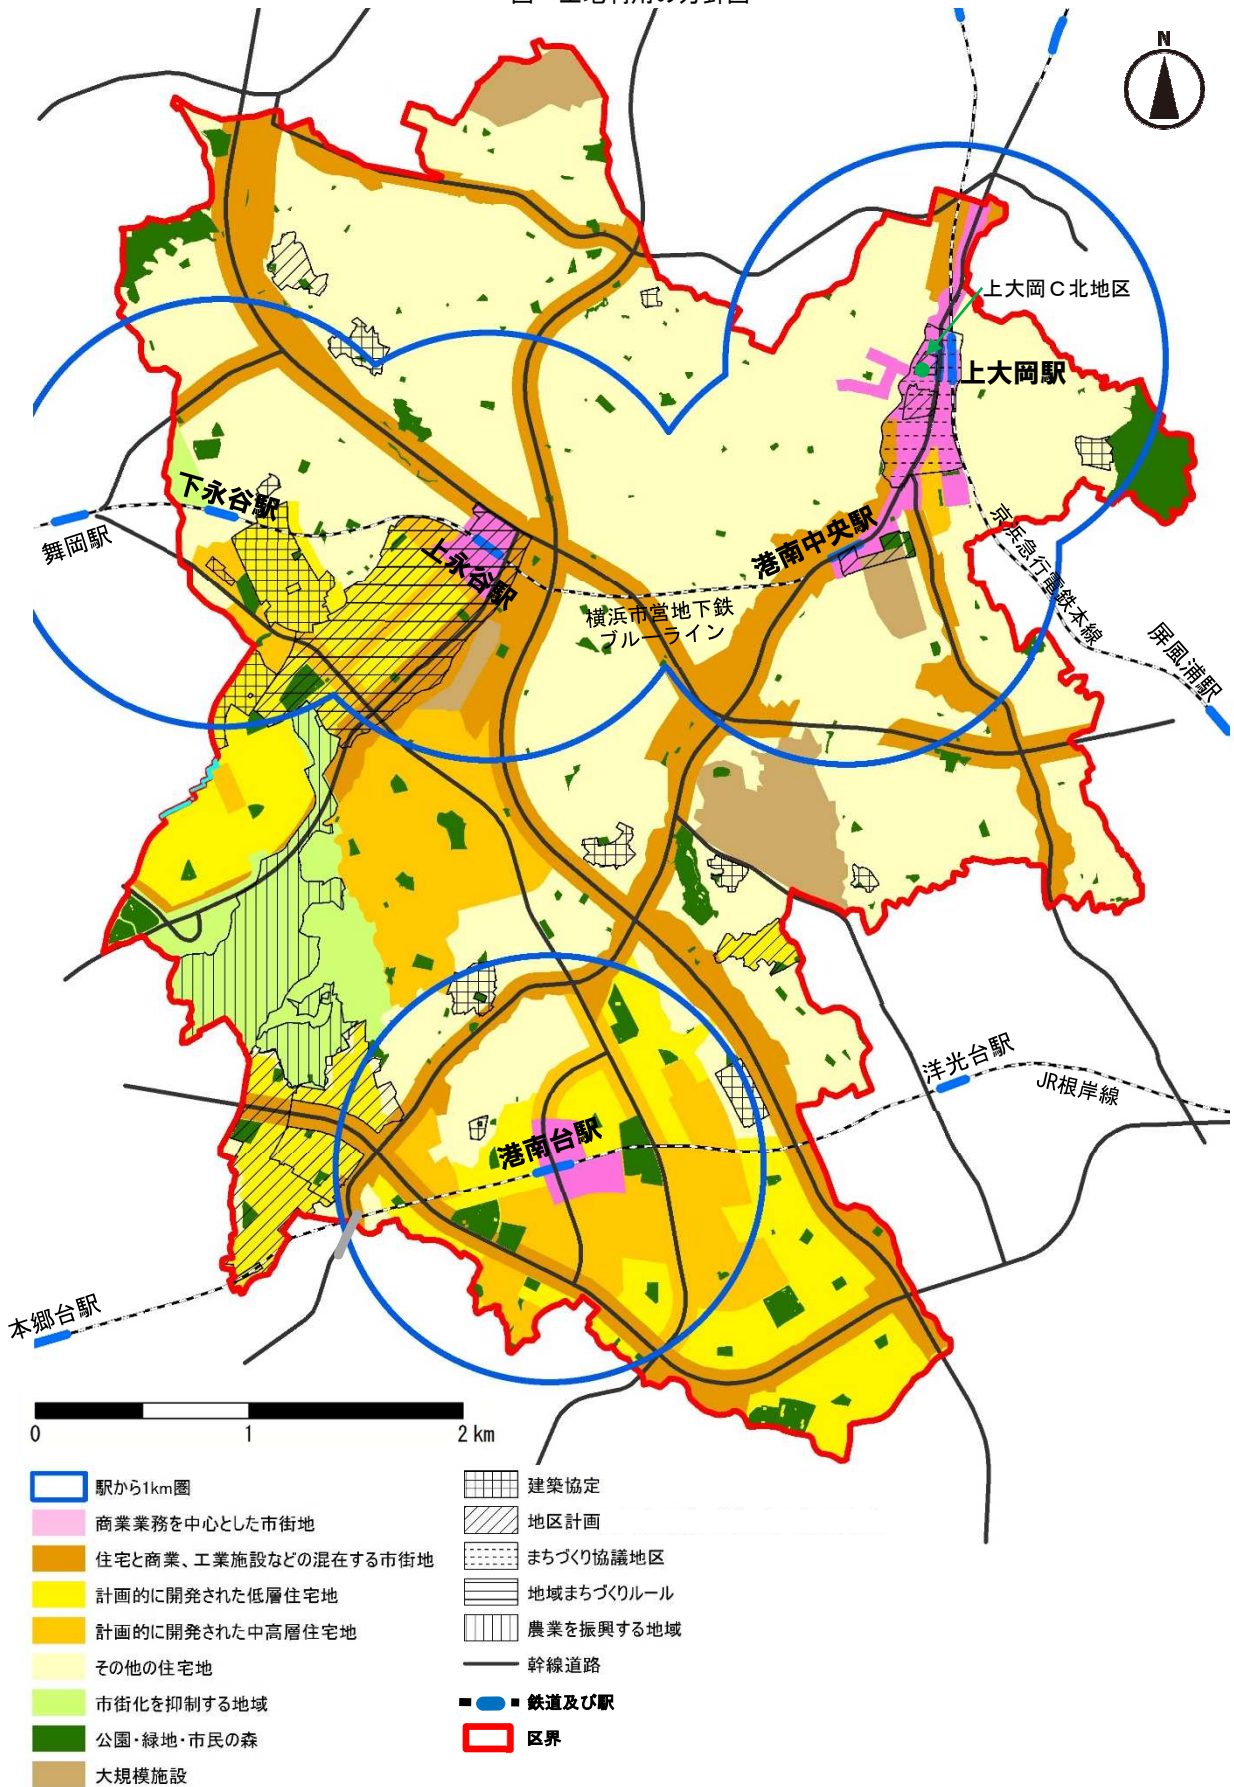 図 土地利用の方針図
N
上大岡C北地区
上大岡駅
下永谷駅
舞岡駅
上永谷駅
港南中央駅
京浜急行電鉄本線
横浜市営地下鉄
ブルーライン
屏風浦駅
洋光台駅
JR根岸線
港南台駅
本郷台駅
0 1 2 km
駅から1km圏
商業業務を中心とした市街地
住宅と商業、工業施設などの混在する市街地
計画的に開発された低層住宅地
計画的に開発された中高層住宅地
その他の住宅地
市街化を抑制する地域
公園・緑地・市民の森
大規模施設
建築協定
地区計画
まちづくり協議地区
地域まちづくりルール
農業を振興する地域
幹線道路
鉄道及び駅
区界